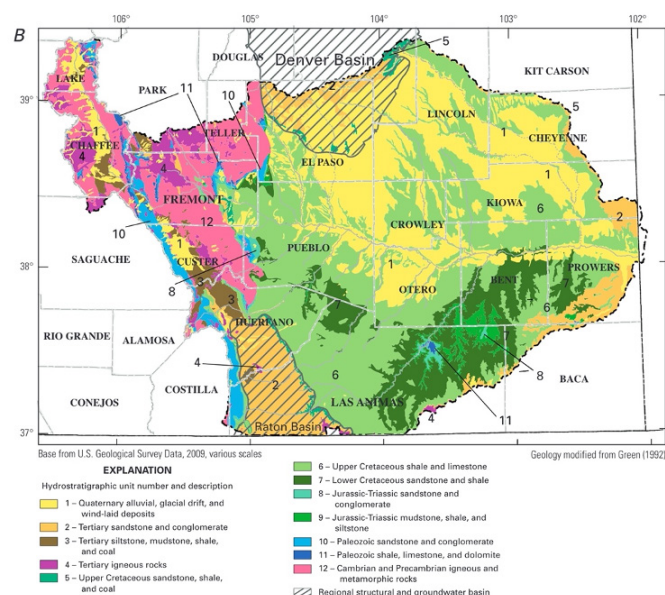 B
106°
105°
104°
103°
102°
5
DOUGLAS
Denver Basin
LAKE
PARK
10
2
KIT CARSON
39°
11
TELLER
LINCOLN
5
1
CHAFFEE
4
4
EL PASO
1
CHEYENNE
1
FREMONT
KIOWA
6
10
12
CROWLEY
2
SAGUACHE
1
CUSTER
PUEBLO
38°
3
8
1
PROWERS
BENT
7
OTERO
3
7
6
HUERFANO
RIO GRANDE
ALAMOSA
4
2
6
8
BACA
COSTILLA
CONEJOS
LAS ANIMAS
11
4
37°
Raton Basin
Base from U.S. Geological Survey Data, 2009, various scales
Geology modified from Green (1992)
EXPLANATION
Hydrostratigraphic unit number and description
1 – Quaternary alluvial, glacial drift, and
wind-laid deposits
2 – Tertiary sandstone and conglomerate
3 – Tertiary siltstone, mudstone, shale,
and coal
4 – Tertiary igneous rocks
5 – Upper Cretaceous sandstone, shale,
and coal
6 – Upper Cretaceous shale and limestone
7 – Lower Cretaceous sandstone and shale
8 – Jurassic-Triassic sandstone and
conglomerate
9 – Jurassic-Triassic mudstone, shale, and
siltstone
10 – Paleozoic sandstone and conglomerate
11 – Paleozoic shale, limestone, and dolomite
12 – Cambrian and Precambrian igneous and
metamorphic rocks
Regional structural and groundwater basin